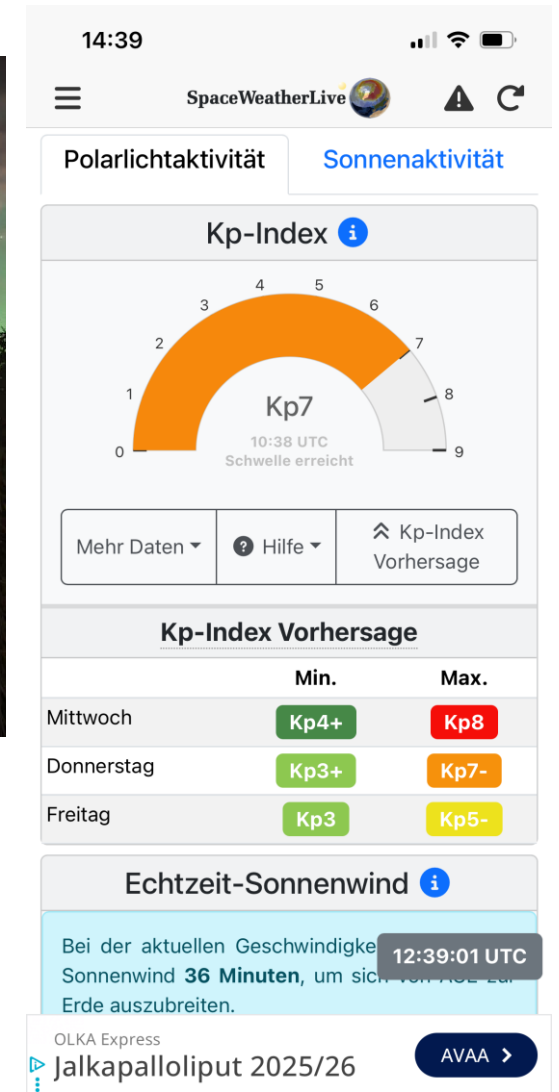 14:39
SpaceWeatherLive
Polarlichtaktivität
Sonnenaktivität
Kp-Index
0
1
2
3
4
5
6
7
8
9
Kp7
10:38 UTC
Schwelle erreicht
Mehr Daten
Hilfe
Kp-Index
Vorhersage
Kp-Index Vorhersage
Min. Max.
Mittwoch Kp4+ Kp8
Donnerstag Kp3+ Kp7-
Freitag Kp3 Kp5-
Echtzeit-Sonnenwind
Bei der aktuellen
Sonnenwind 36 Minuten, um
Erde auszubreiten.
12:39:01 UTC
OLKA Express
Jalkapalloliput 2025/26
AVAA